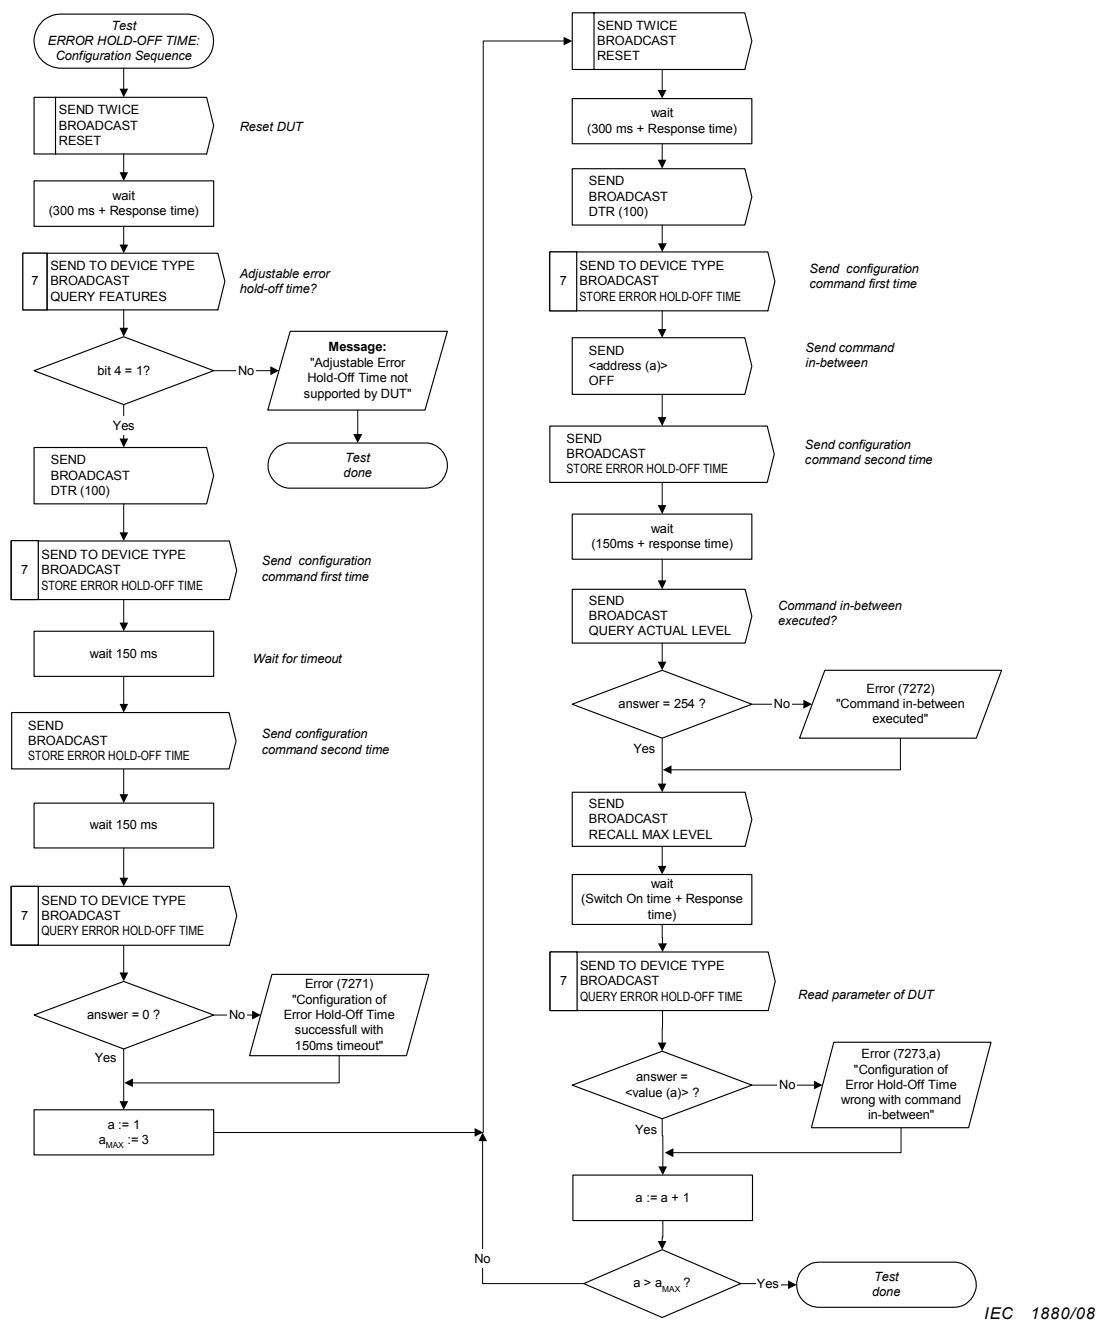 Test
ERROR HOLD-OFF TIME:
Configuration Sequence
SEND TWICE
BROADCAST
RESET
Reset DUT
wait
(300 ms + Response time)
7
SEND TO DEVICE TYPE
BROADCAST
QUERY FEATURES
Adjustable error
hold-off time?
bit 4 = 1?
No
Message:
"Adjustable Error
Hold-Off Time not
supported by DUT"
Test
done
Yes
SEND
BROADCAST
DTR (100)
7
SEND TO DEVICE TYPE
BROADCAST
STORE ERROR HOLD-OFF TIME
Send configuration
command first time
wait 150 ms
Wait for timeout
SEND
BROADCAST
STORE ERROR HOLD-OFF TIME
Send configuration
command second time
wait 150 ms
7
SEND TO DEVICE TYPE
BROADCAST
QUERY ERROR HOLD-OFF TIME
answer = 0 ?
No
Error (7271)
"Configuration of
Error Hold-Off Time
successfull with
150ms timeout"
Yes
a := 1
aMAX := 3
SEND TWICE
BROADCAST
RESET
wait
(300 ms + Response time)
SEND
BROADCAST
DTR (100)
7
SEND TO DEVICE TYPE
BROADCAST
STORE ERROR HOLD-OFF TIME
Send configuration
command first time
SEND
<address (a)>
OFF
Send command
in-between
SEND
BROADCAST
STORE ERROR HOLD-OFF TIME
Send configuration
command second time
wait
(150ms + response time)
SEND
BROADCAST
QUERY ACTUAL LEVEL
Command in-between
executed?
answer = 254 ?
No
Error (7272)
"Command in-between
executed"
Yes
SEND
BROADCAST
RECALL MAX LEVEL
wait
(Switch On time + Response
time)
7
SEND TO DEVICE TYPE
BROADCAST
QUERY ERROR HOLD-OFF TIME
Read parameter of DUT
answer =
<value (a)> ?
No
Error (7273,a)
"Configuration of
Error Hold-Off Time
wrong with command
in-between"
Yes
a := a + 1
No
a > aMAX ?
Yes
Test
done
IEC 1880/08